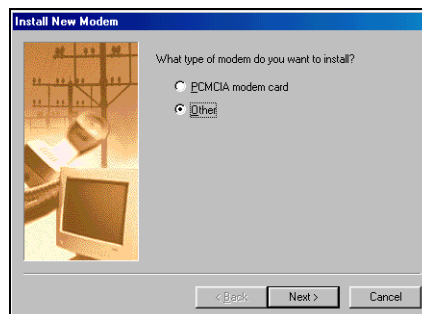 Install New Modem
What type of modem do you want to install?
PCMCIA modem card
Other
< Back
Next >
Cancel